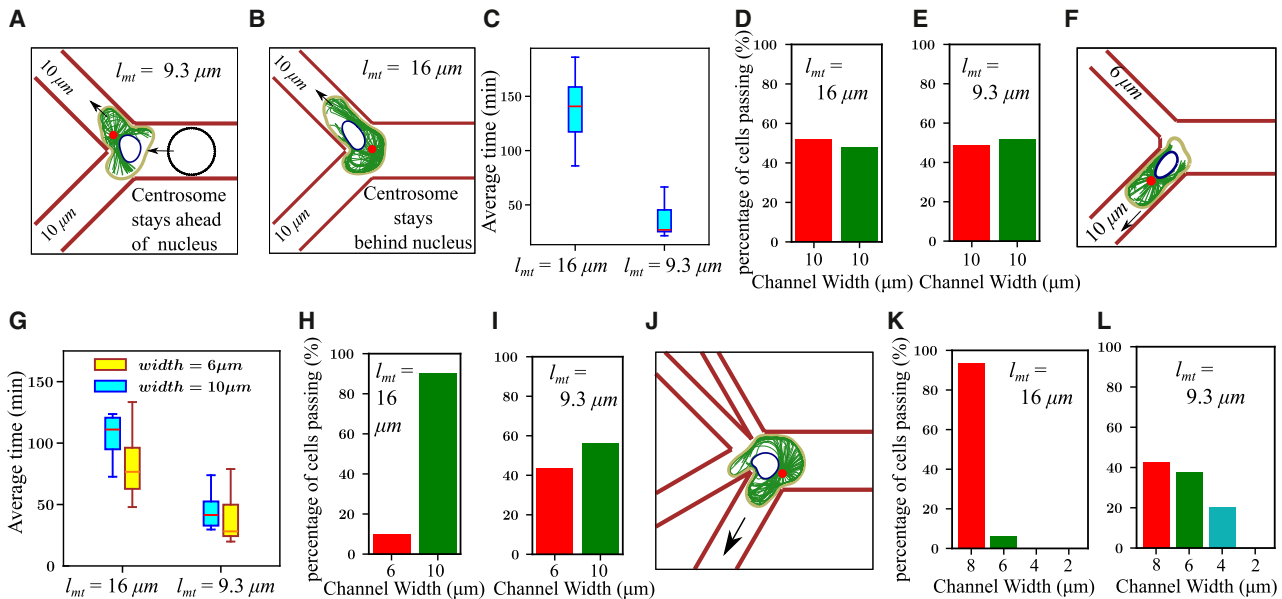 A
10 μm
l_mt = 9.3 μm
10 μm
Centrosome
stays ahead
of nucleus
B
10 μm
l_mt = 16 μm
10 μm
Centrosome
stays
behind nucleus
C
Average time (min)
150
100
50
l_mt = 16 μm
l_mt = 9.3 μm
D
percentage of cells passing (%)
100
80
60
40
20
0
l_mt =
16 μm
10 10
Channel Width (μm)
E
100
80
60
40
20
0
l_mt =
9.3 μm
10 10
Channel Width (μm)
F
6 μm
10 μm
G
Average time (min)
150
100
50
0
width = 6μm
width = 10μm
l_mt = 16 μm
l_mt = 9.3 μm
H
percentage of cells passing (%)
100
80
60
40
20
0
l_mt =
16
μm
6 10
Channel Width (μm)
I
100
80
60
40
20
0
l_mt =
9.3 μm
6 10
Channel Width (μm)
J
K
percentage of cells passing (%)
100
80
60
40
20
0
l_mt =
16 μm
8 6 4 2
Channel Width (μm)
L
100
80
60
40
20
0
l_mt =
9.3 μm
8 6 4 2
Channel Width (μm)